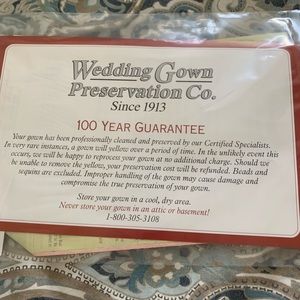 Wedding Gown
Preservation Co.
Since 1913
100 YEAR GUARANTEE
Your gown has been professionally cleaned and preserved by our Certified Specialists.
In very rare instances, a gown will yellow over a period of time. In the unlikely event this
occurs, we will be happy to reprocess your gown at no additional charge. Should we
be unable to remove the yellow, your preservation cost will be refunded. Beads and
sequins are excluded. Improper handling of the gown may cause damage and
compromise the true preservation of your gown.
Store your gown in a cool, dry area.
Never store your gown in an attic or basement!
1-800-305-3108